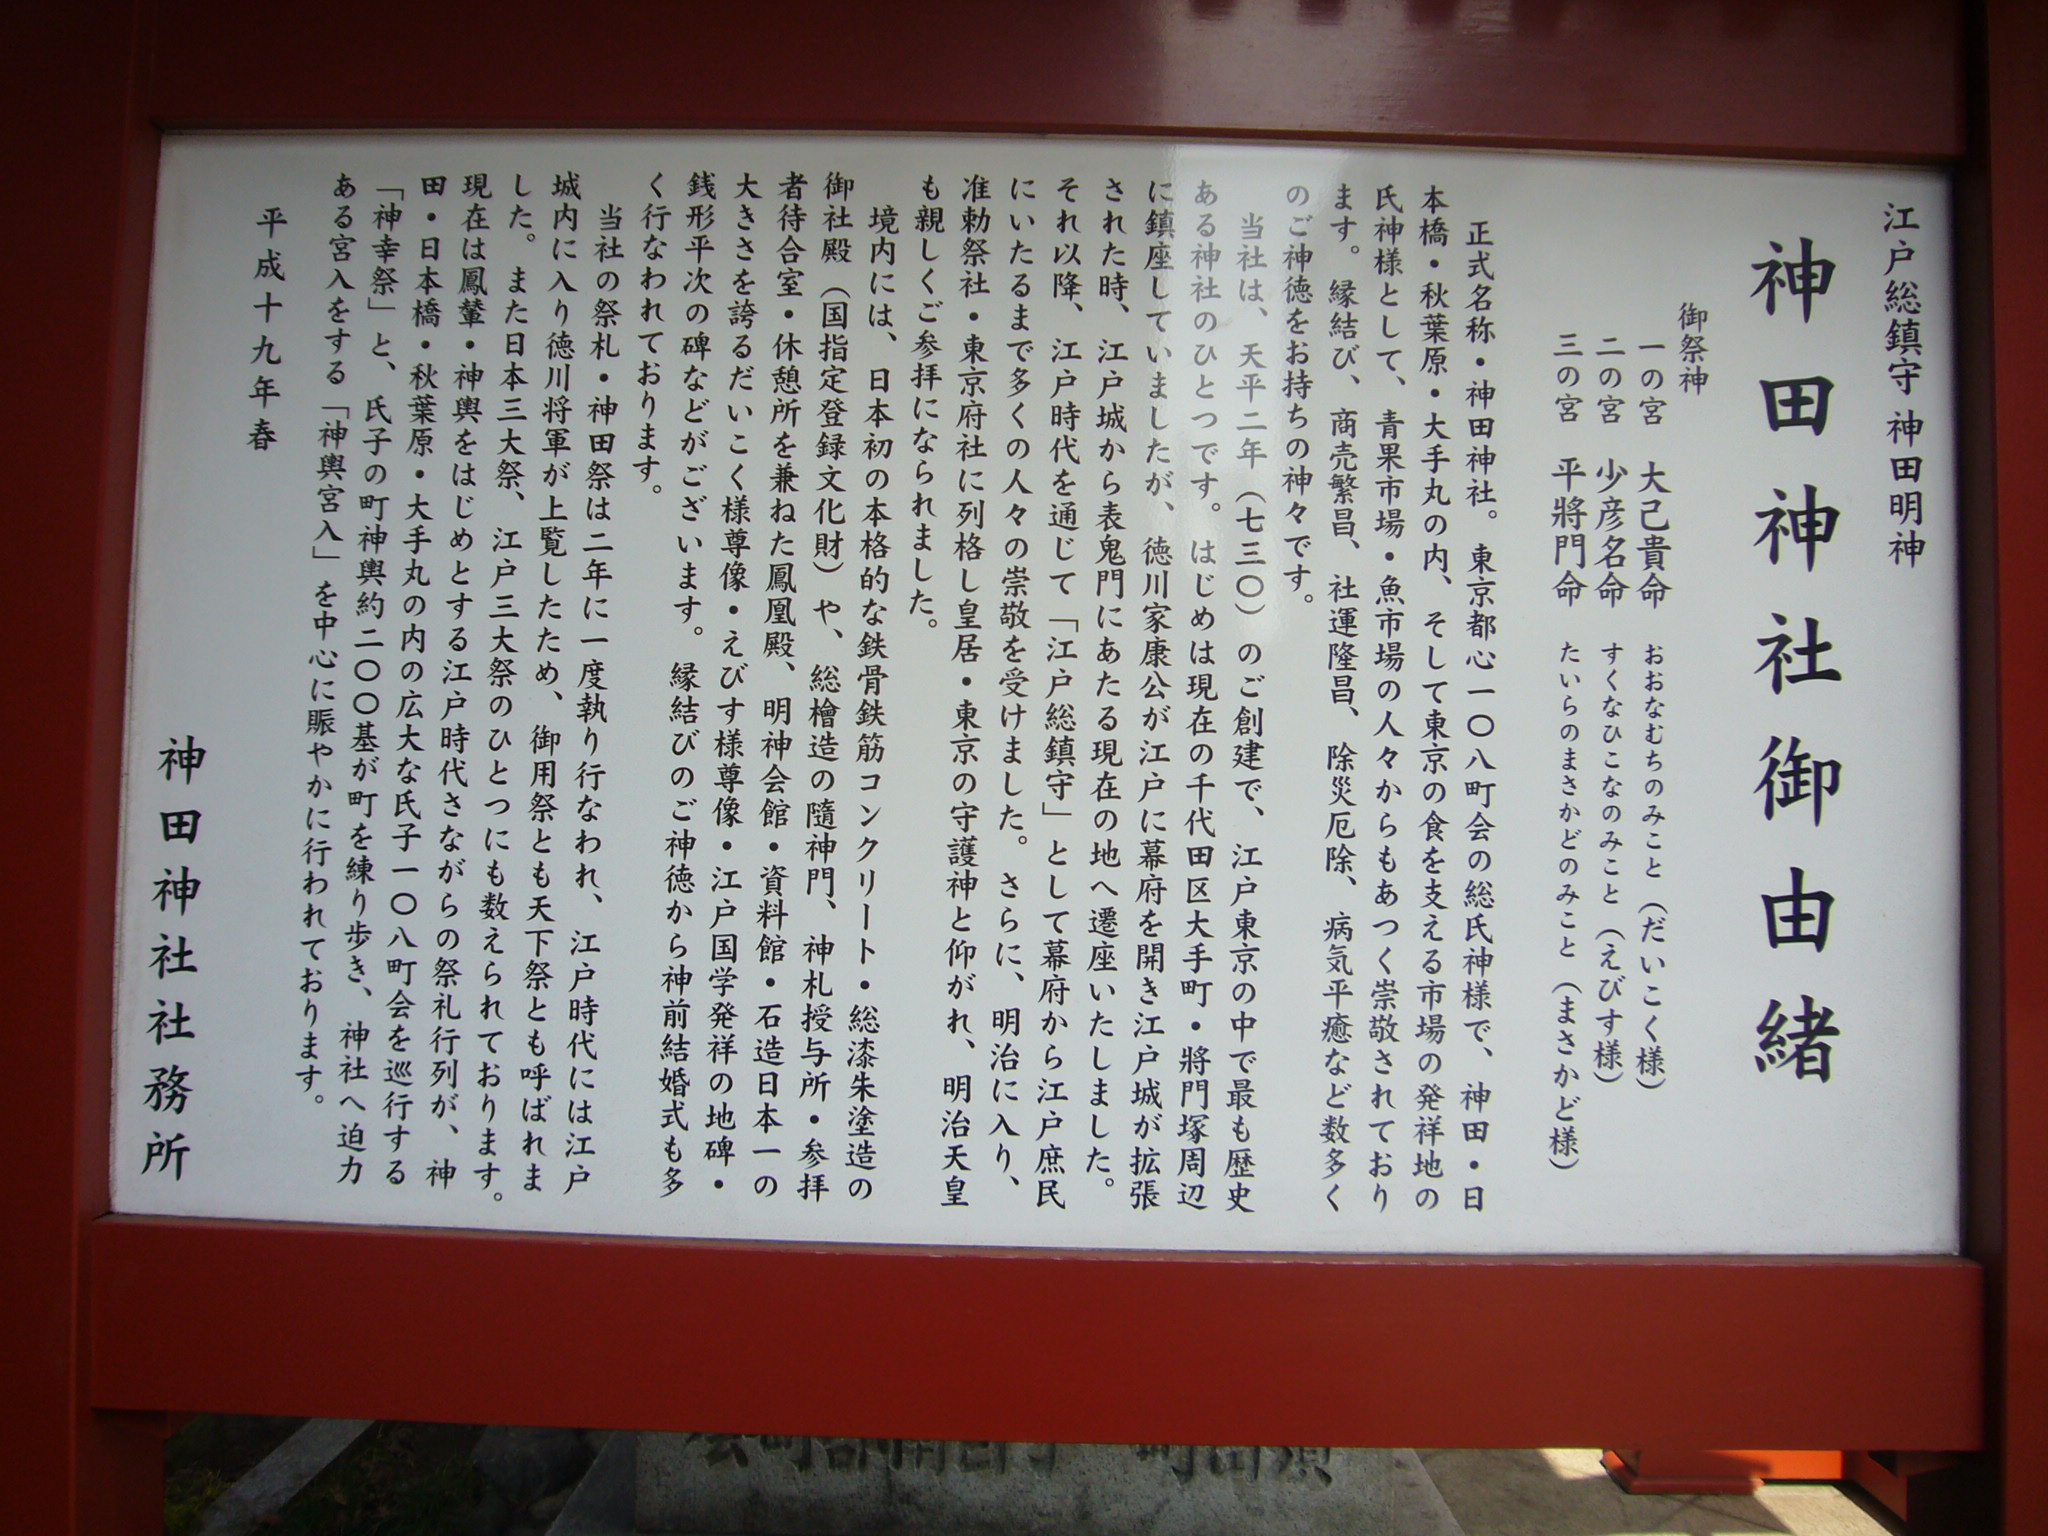 江戸総鎮守 神田明神
神田神社御由緒
御祭神
一の宮 大己貴命 おおなむちのみこと(だいこく様)
二の宮 少彦名命 すくなひこなのみこと(えびす様)
三の宮 平將門命 たいらのまさかどのみこと(まさかど様)
正式名称・神田神社。東京都心一〇八町会の総氏神様で、神田・日
本橋・秋葉原・大手丸の内、そして東京の食を支える市場の発祥地の
氏神様として、青果市場・魚市場の人々からもあつく崇敬されており
ます。縁結び、商売繁昌、社運隆昌、除災厄除、病気平癒など数多く
のご神徳をお持ちの神々です。
当社は、天平二年(七三〇)のご創建で、江戸東京の中で最も歴史
ある神社のひとつです。はじめは現在の千代田区大手町・將門塚周辺
に鎮座していましたが、徳川家康公が江戸に幕府を開き江戸城が拡張
された時、江戸城から表鬼門にあたる現在の地へ遷座いたしました。
それ以降、江戸時代を通じて「江戸総鎮守」として幕府から江戸庶民
にいたるまで多くの人々の崇敬を受けました。さらに、明治に入り、
准勅祭社・東京府社に列格し皇居・東京の守護神と仰がれ、明治天皇
も親しくご参拝になられました。
境内には、日本初の本格的な鉄骨鉄筋コンクリート・総漆朱塗造の
御社殿(国指定登録文化財)や、総檜造の隨神門、神札授与所・参拝
者待合室・休憩所を兼ねた鳳凰殿、明神会館・資料館・石造日本一の
大きさを誇るだいこく様尊像・えびす様尊像・江戸国学発祥の地碑・
銭形平次の碑などがございます。縁結びのご神徳から神前結婚式も多
く行なわれております。
当社の祭札・神田祭は二年に一度執り行なわれ、江戸時代には江戸
城内に入り徳川将軍が上覧したため、御用祭とも天下祭とも呼ばれま
した。また日本三大祭、江戸三大祭のひとつにも数えられております。
現在は鳳輦・神輿をはじめとする江戸時代さながらの祭礼行列が、神
田・日本橋・秋葉原・大手丸の内の広大な氏子一〇八町会を巡行する
「神幸祭」と、氏子の町神輿約二〇〇基が町を練り歩き、神社へ迫力
ある宮入をする「神輿宮入」を中心に賑やかに行われております。
平成十九年春
神田神社社務所